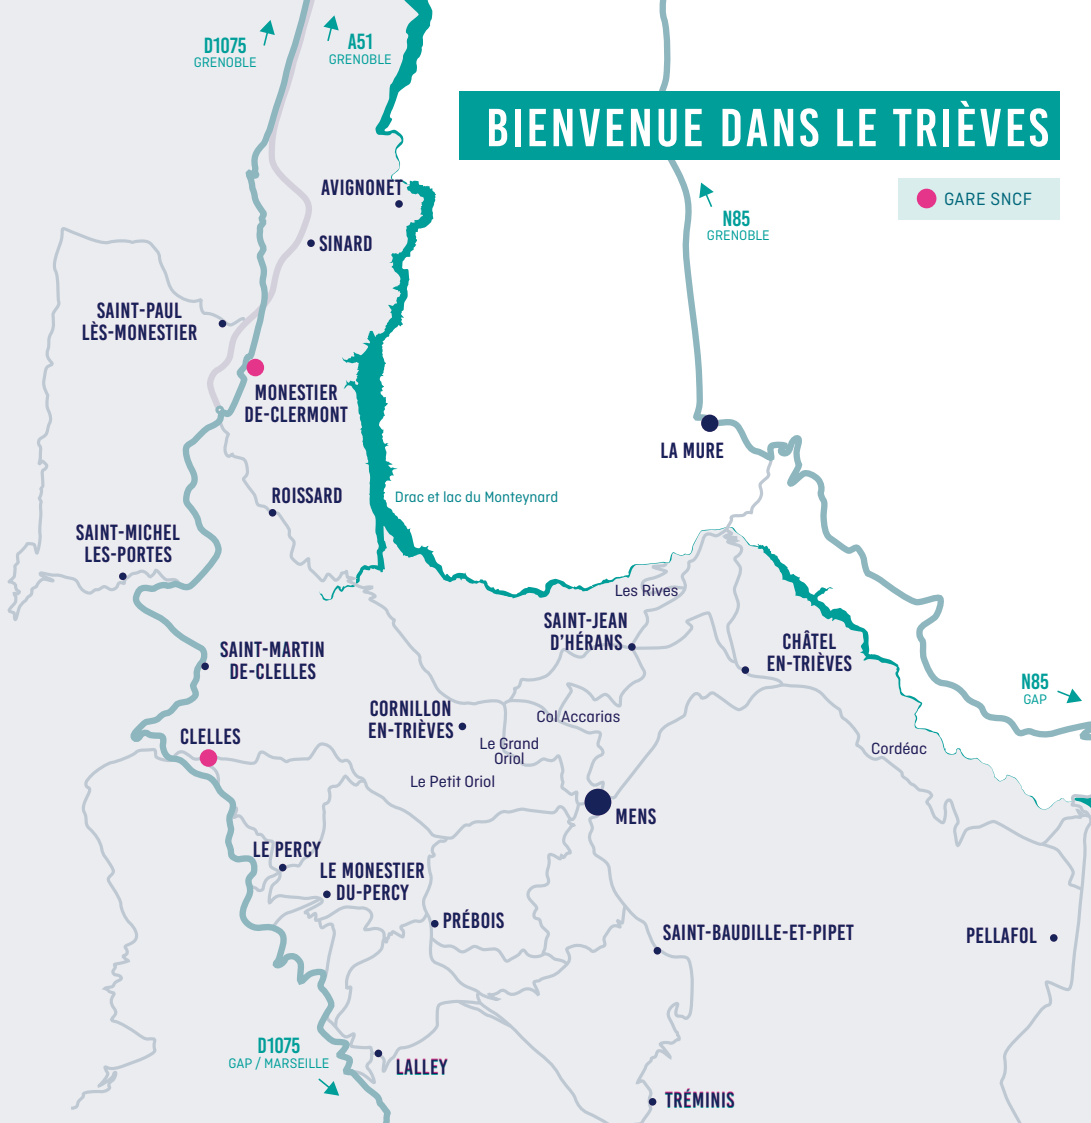 D1075
GRENOBLE
A51
GRENOBLE
BIENVENUE DANS LE TRIÈVES
GARE SNCF
AVIGNONET
N85
GRENOBLE
SINARD
SAINT-PAUL
LÈS-MONESTIER
MONESTIER
DE-CLERMONT
LA MURE
ROISSARD
Drac et lac du Monteynard
SAINT-MICHEL
LES-PORTES
Les Rives
SAINT-JEAN
D'HÉRANS
CHÂTEL
EN-TRIÈVES
SAINT-MARTIN
DE-CLELLES
N85
GAP
CORNILLON
EN-TRIÈVES
Col Accarias
CLELLES
Le Grand
Oriol
Cordéac
Le Petit Oriol
MENS
LE PERCY
LE MONESTIER
DU-PERCY
PRÉBOIS
SAINT-BAUDILLE-ET-PIPET
PELLAFOL
D1075
GAP / MARSEILLE
LALLEY
TRÉMINIS